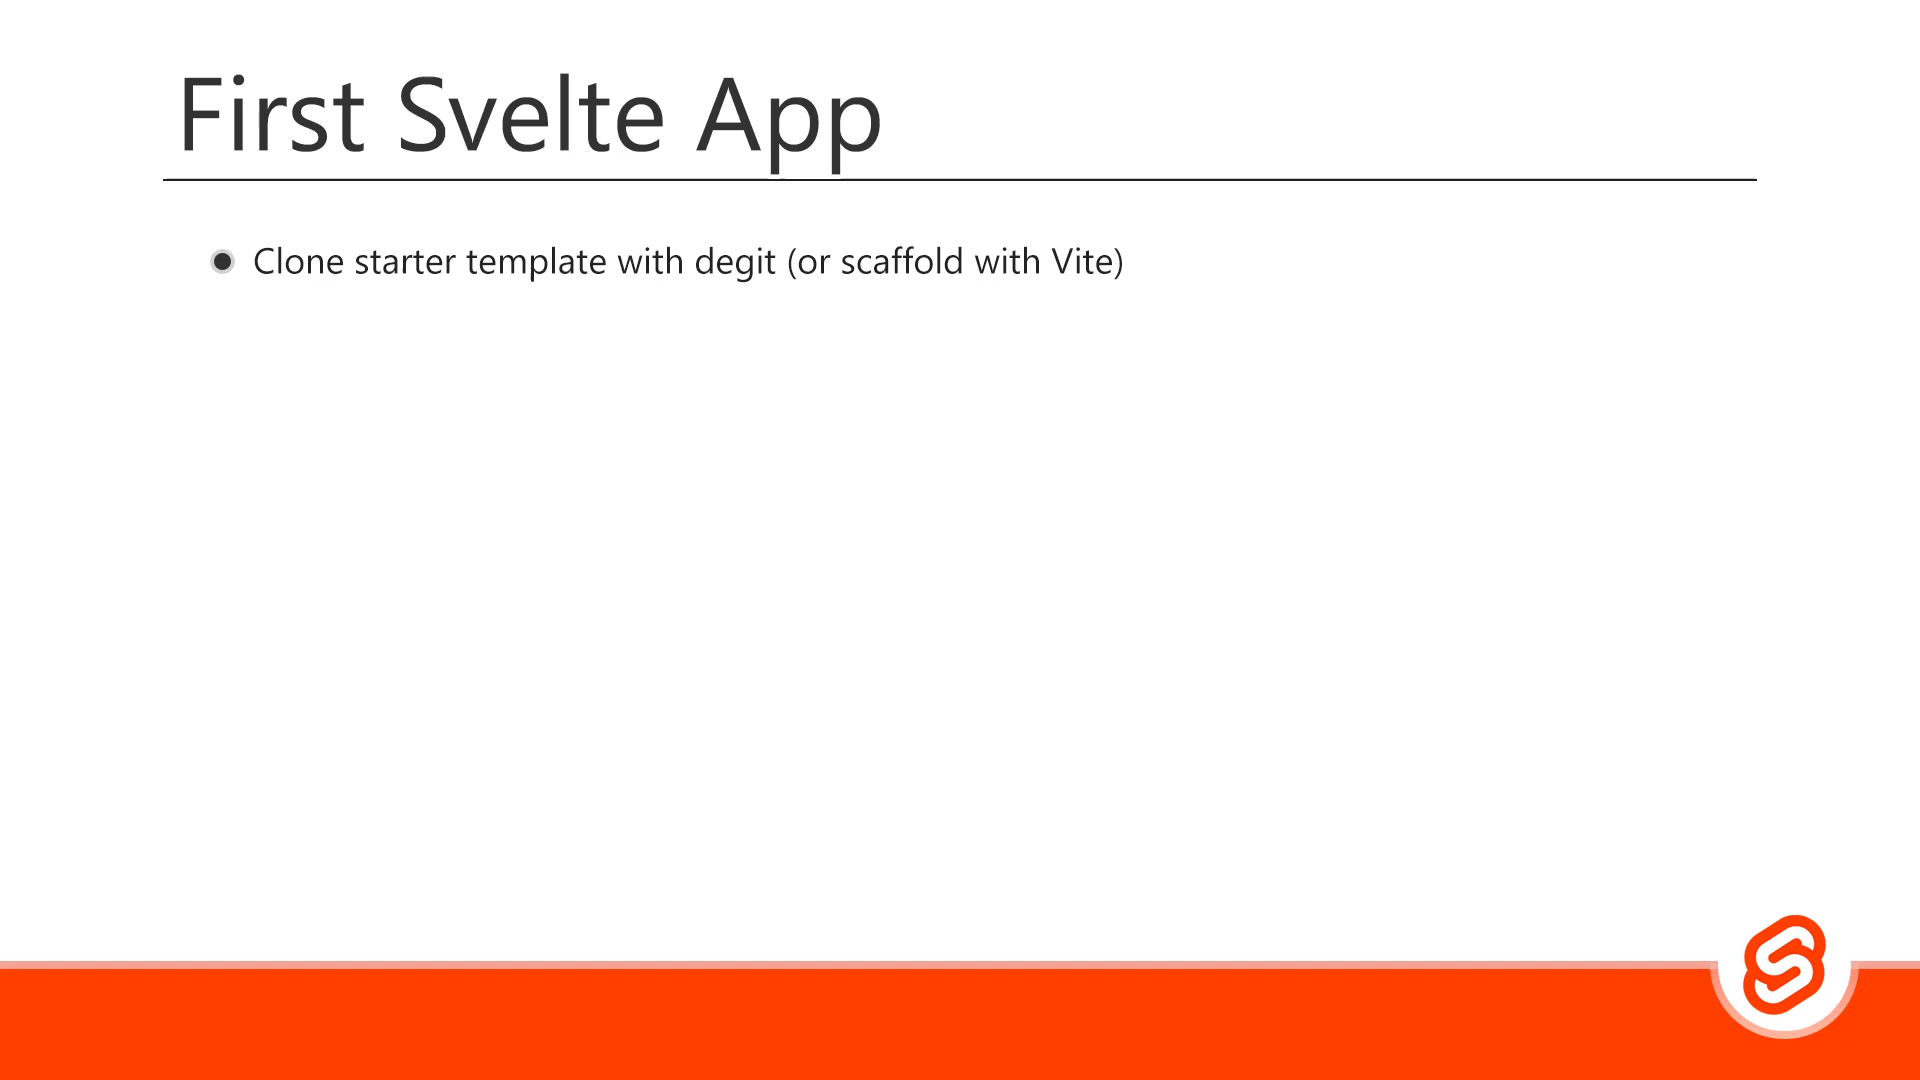 First Svelte App
Clone starter template with degit (or scaffold with Vite)